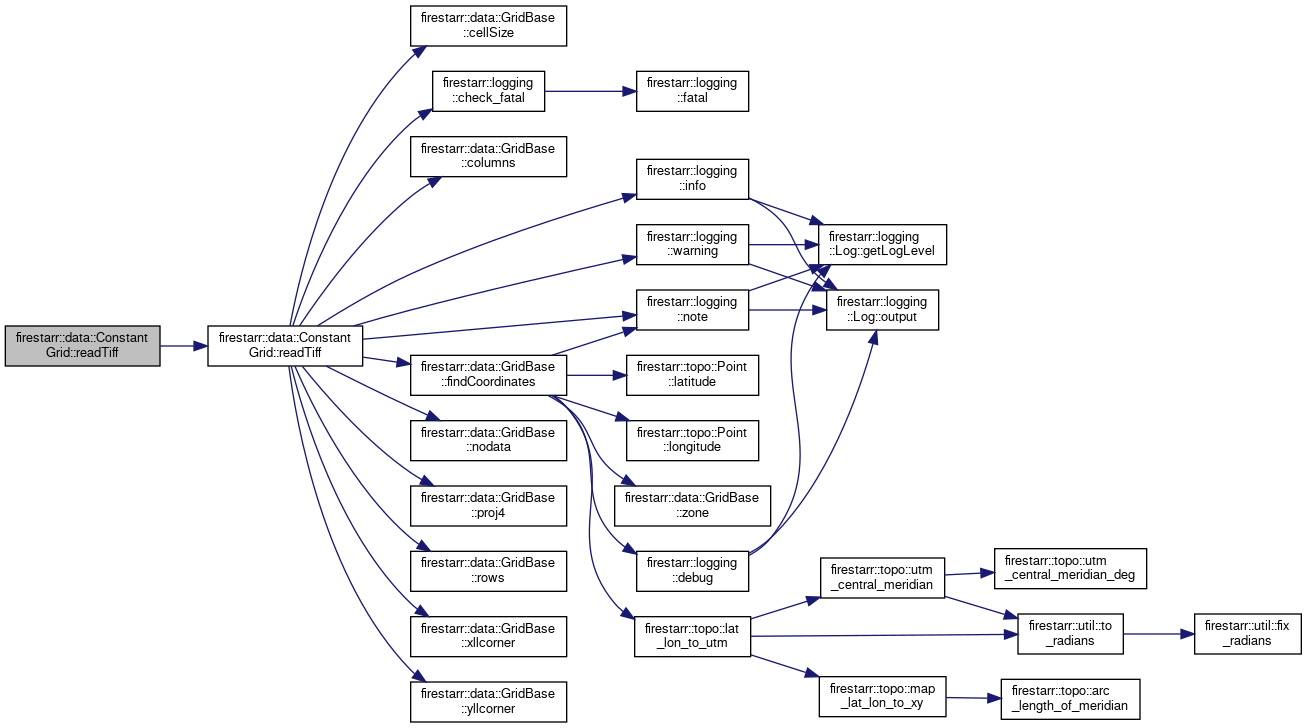 firestarr::data::Constant
Grid::readTiff
firestarr::data::Constant
Grid::readTiff
firestarr::data::GridBase
::cellSize
firestarr::logging
::check_fatal
firestarr::data::GridBase
::columns
firestarr::data::GridBase
::findCoordinates
firestarr::data::GridBase
::nodata
firestarr::data::GridBase
::proj4
firestarr::data::GridBase
::rows
firestarr::data::GridBase
::xllcorner
firestarr::data::GridBase
::yllcorner
firestarr::logging
::fatal
firestarr::logging
::info
firestarr::logging
::warning
firestarr::logging
::note
firestarr::topo::Point
::latitude
firestarr::topo::Point
::longitude
firestarr::data::GridBase
::zone
firestarr::logging
::debug
firestarr::topo::lat
_lon_to_utm
firestarr::logging
::Log::getLogLevel
firestarr::logging
::Log::output
firestarr::topo::utm
_central_meridian
firestarr::topo::map
_lat_lon_to_xy
firestarr::topo::utm
_central_meridian_deg
firestarr::util::to
_radians
firestarr::topo::arc
_length_of_meridian
firestarr::util::fix
_radians